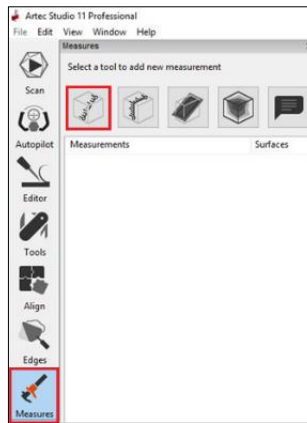 Artec Studio 11 Professional
File Edit View Window Help
Measures
Select a tool to add new measurement
Scan
Autopilot
Measurements Surfaces
Editor
Tools
Align
Edges
Measures